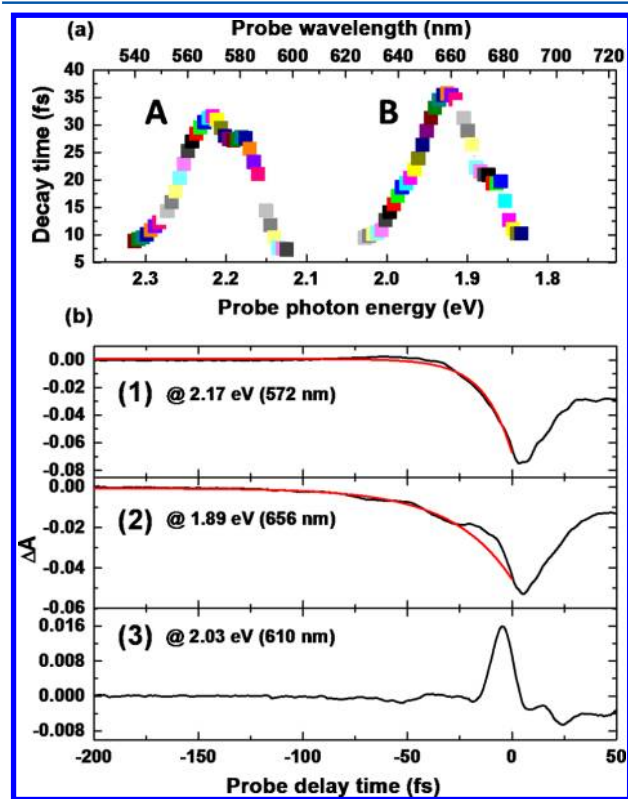 (a)
Probe wavelength (nm)
540 560 580 600 620 640 660 680 700 720
Decay time (fs)
40
35
30
25
20
15
10
5
A
B
2.3 2.2 2.1 2.0 1.9 1.8
Probe photon energy (eV)
(b)
ΔA
0.00
-0.02
-0.04
-0.06
-0.08
(1) @ 2.17 eV (572 nm)
0.00
-0.02
-0.04
-0.06
(2) @ 1.89 eV (656 nm)
0.016
0.008
0.000
-0.008
(3) @ 2.03 eV (610 nm)
-200 -150 -100 -50 0 50
Probe delay time (fs)